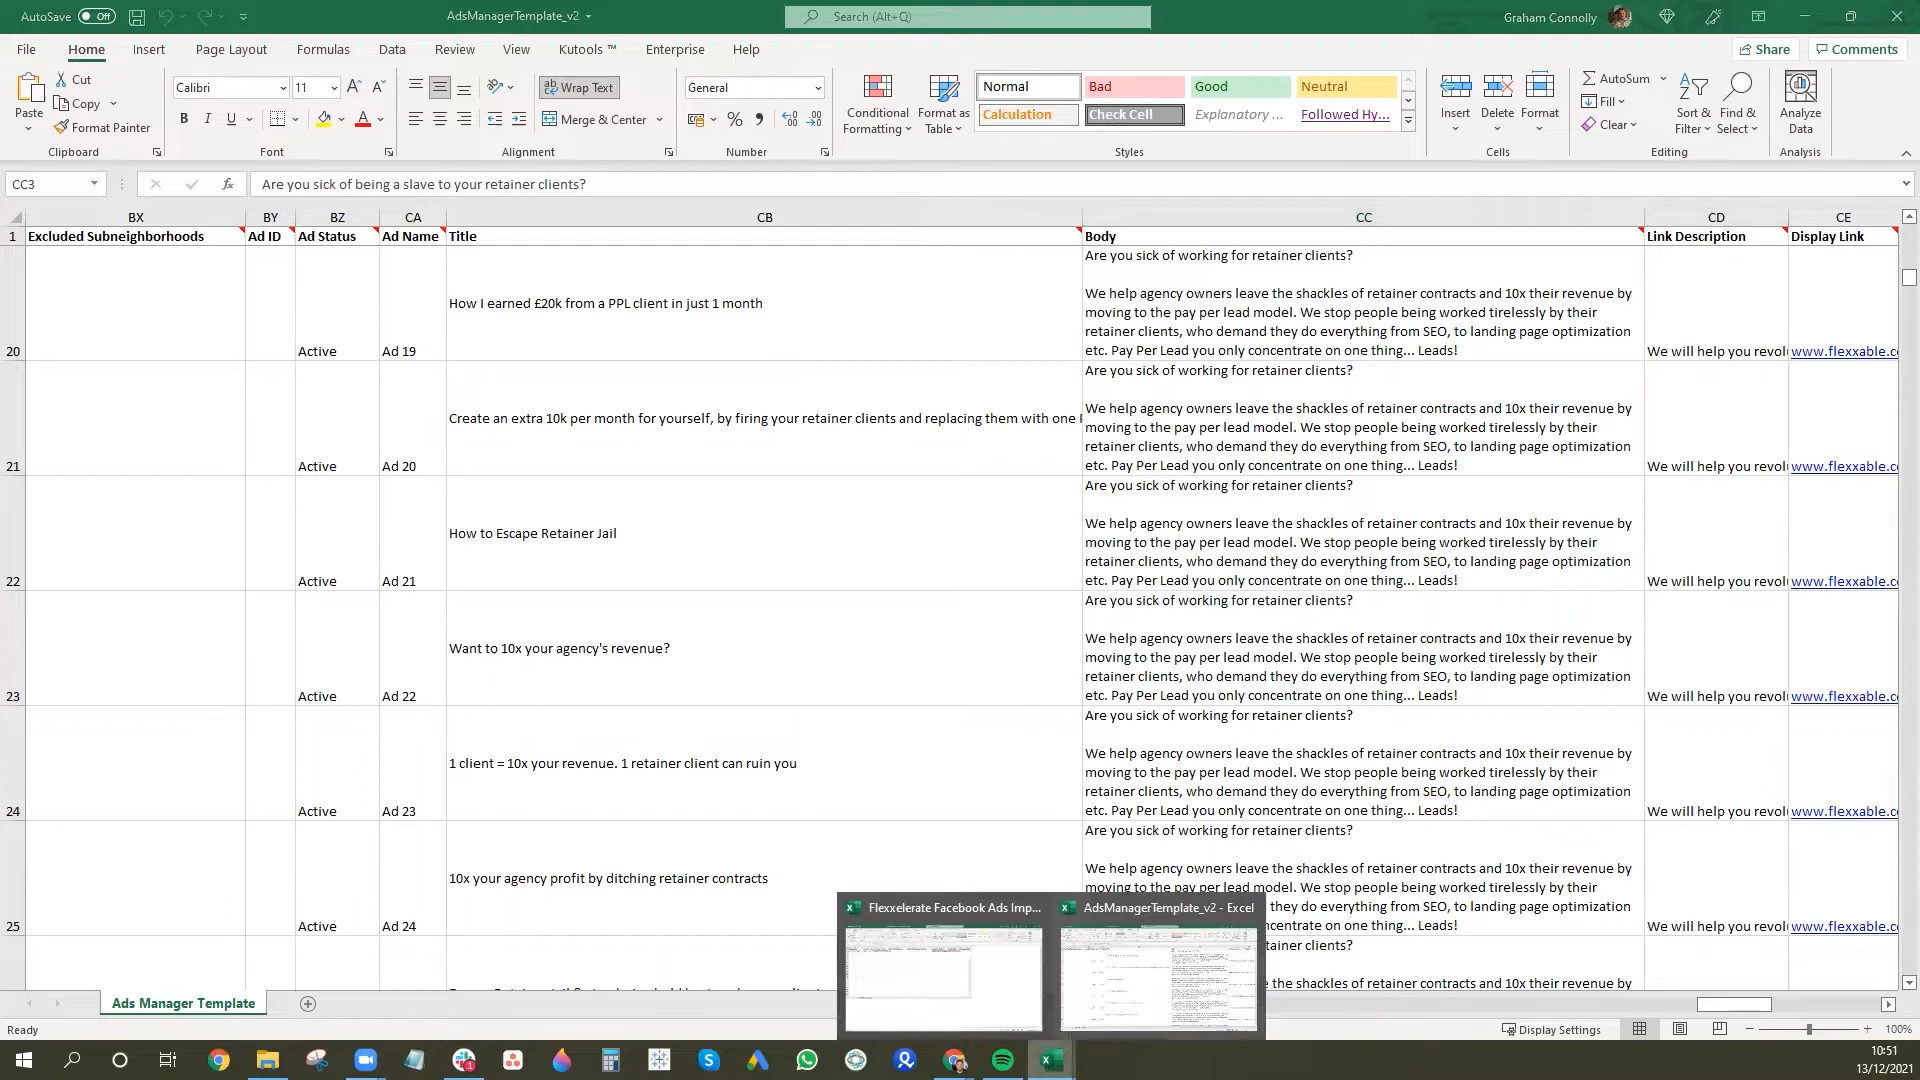 AutoSave Off AdsManagerTemplate_v2 Search (Alt+Q) Graham Connolly
File Home Insert Page Layout Formulas Data Review View Kutools ™ Enterprise Help Share Comments
Paste Cut Copy Format Painter
Calibri 11 B I U
Wrap Text Merge & Center
General % 9
Conditional Formatting Format as Table
Normal Bad Good Neutral
Calculation Check Cell Explanatory ... Followed Hy...
Insert Delete Format
AutoSum Fill Clear
Sort & Filter Find & Select
Analyze Data
Clipboard Font Alignment Number Styles Cells Editing Analysis
CC3 fx Are you sick of being a slave to your retainer clients?
BX BY BZ CA CB CC CD CE
1 Excluded Subneighborhoods Ad ID Ad Status Ad Name Title Body Link Description Display Link
Are you sick of working for retainer clients?
We help agency owners leave the shackles of retainer contracts and 10x their revenue by
How I earned £20k from a PPL client in just 1 month
moving to the pay per lead model. We stop people being worked tirelessly by their
retainer clients, who demand they do everything from SEO, to landing page optimization
20 Active Ad 19 etc. Pay Per Lead you only concentrate on one thing... Leads! We will help you revol www.flexxable.c
Are you sick of working for retainer clients?
We help agency owners leave the shackles of retainer contracts and 10x their revenue by
Create an extra 10k per month for yourself, by firing your retainer clients and replacing them with one
moving to the pay per lead model. We stop people being worked tirelessly by their
retainer clients, who demand they do everything from SEO, to landing page optimization
21 Active Ad 20 etc. Pay Per Lead you only concentrate on one thing... Leads! We will help you revol www.flexxable.c
Are you sick of working for retainer clients?
We help agency owners leave the shackles of retainer contracts and 10x their revenue by
How to Escape Retainer Jail
moving to the pay per lead model. We stop people being worked tirelessly by their
retainer clients, who demand they do everything from SEO, to landing page optimization
22 Active Ad 21 etc. Pay Per Lead you only concentrate on one thing... Leads! We will help you revol www.flexxable.c
Are you sick of working for retainer clients?
We help agency owners leave the shackles of retainer contracts and 10x their revenue by
Want to 10x your agency's revenue?
moving to the pay per lead model. We stop people being worked tirelessly by their
retainer clients, who demand they do everything from SEO, to landing page optimization
23 Active Ad 22 etc. Pay Per Lead you only concentrate on one thing... Leads! We will help you revol www.flexxable.c
Are you sick of working for retainer clients?
We help agency owners leave the shackles of retainer contracts and 10x their revenue by
1 client = 10x your revenue. 1 retainer client can ruin you
moving to the pay per lead model. We stop people being worked tirelessly by their
retainer clients, who demand they do everything from SEO, to landing page optimization
24 Active Ad 23 etc. Pay Per Lead you only concentrate on one thing... Leads! We will help you revol www.flexxable.c
Are you sick of working for retainer clients?
We help agency owners leave the shackles of retainer contracts and 10x their revenue by
10x your agency profit by ditching retainer contracts
moving to the pay per lead model. We stop people being worked tirelessly by their
Flexxelerate Facebook Ads Imp... AdsManagerTemplate_v2 - Excel
they do everything from SEO, to landing page optimization
25 Active Ad 24 centrate on one thing... Leads! We will help you revol www.flexxable.c
tainer clients?
the shackles of retainer contracts and 10x their revenue by
Ads Manager Template
Ready Display Settings 100%
10:51
13/12/2021